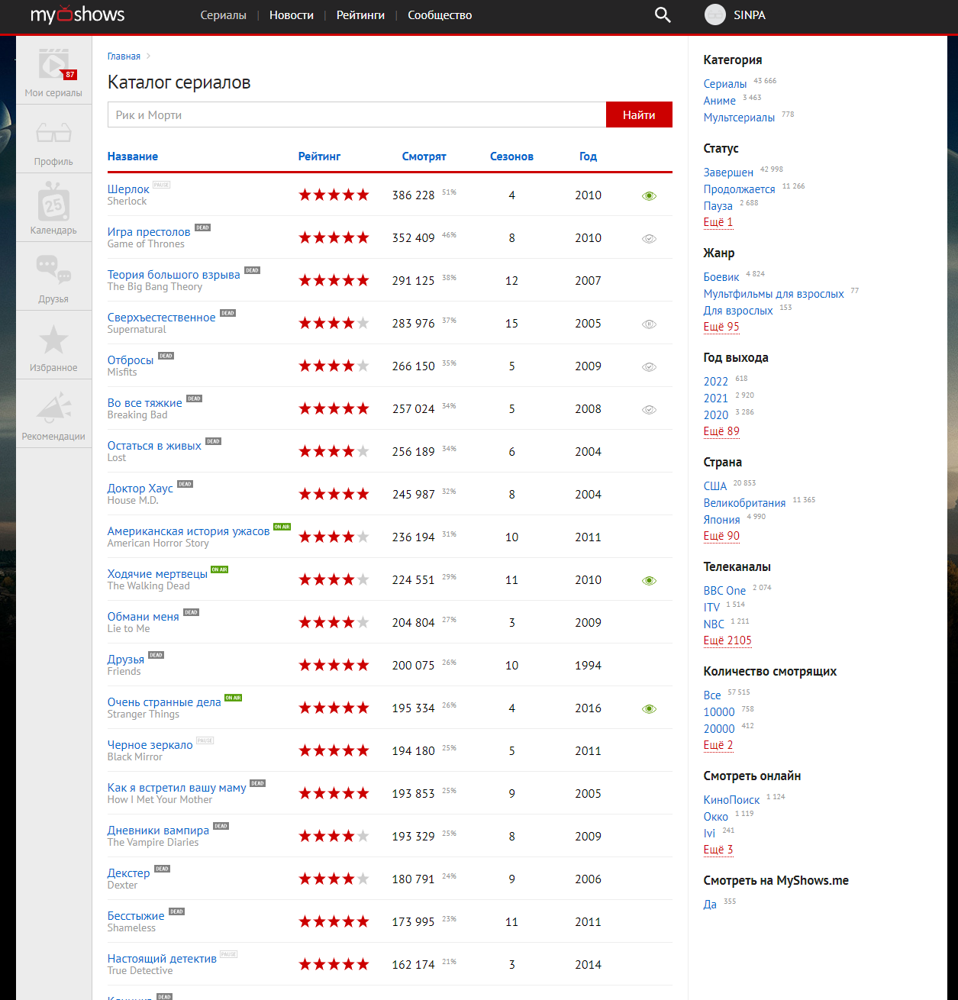 myshows
Сериалы | Новости | Рейтинги | Сообщество
SINPA
87
Мои сериалы
Профиль
25
Календарь
Друзья
Избранное
Рекомендации
Главная
Каталог сериалов
Рик и Морти
Найти
Название Рейтинг Смотрят Сезонов Год
Шерлок PAUSE
Sherlock
386 228 51% 4 2010
Игра престолов DEAD
Game of Thrones
352 409 46% 8 2010
Теория большого взрыва DEAD
The Big Bang Theory
291 125 38% 12 2007
Сверхъестественное DEAD
Supernatural
283 976 37% 15 2005
Отбросы DEAD
Misfits
266 150 35% 5 2009
Во все тяжкие DEAD
Breaking Bad
257 024 34% 5 2008
Остаться в живых DEAD
Lost
256 189 34% 6 2004
Доктор Хаус DEAD
House M.D.
245 987 32% 8 2004
Американская история ужасов ON AIR
American Horror Story
236 194 31% 10 2011
Ходячие мертвецы ON AIR
The Walking Dead
224 551 29% 11 2010
Обмани меня DEAD
Lie to Me
204 804 27% 3 2009
Друзья DEAD
Friends
200 075 26% 10 1994
Очень странные дела ON AIR
Stranger Things
195 334 26% 4 2016
Черное зеркало PAUSE
Black Mirror
194 180 25% 5 2011
Как я встретил вашу маму DEAD
How I Met Your Mother
193 853 25% 9 2005
Дневники вампира DEAD
The Vampire Diaries
193 329 25% 8 2009
Декстер DEAD
Dexter
180 791 24% 9 2006
Бесстыжие DEAD
Shameless
173 995 23% 11 2011
Настоящий детектив PAUSE
True Detective
162 174 21% 3 2014
DEAD
Категория
Сериалы 43 666
Аниме 3 463
Мультсериалы 778
Статус
Завершен 42 998
Продолжается 11 266
Пауза 2 688
Ещё 1
Жанр
Боевик 4 824
Мультфильмы для взрослых 77
Для взрослых 153
Ещё 95
Год выхода
2022 618
2021 2 920
2020 3 286
Ещё 89
Страна
США 20 853
Великобритания 11 365
Япония 4 990
Ещё 90
Телеканалы
BBC One 2 074
ITV 1 514
NBC 1 211
Ещё 2105
Количество смотрящих
Все 57 515
10000 758
20000 412
Ещё 2
Смотреть онлайн
КиноПоиск 1 124
Окко 1 119
Ivi 241
Ещё 3
Смотреть на MyShows.me
Да 355